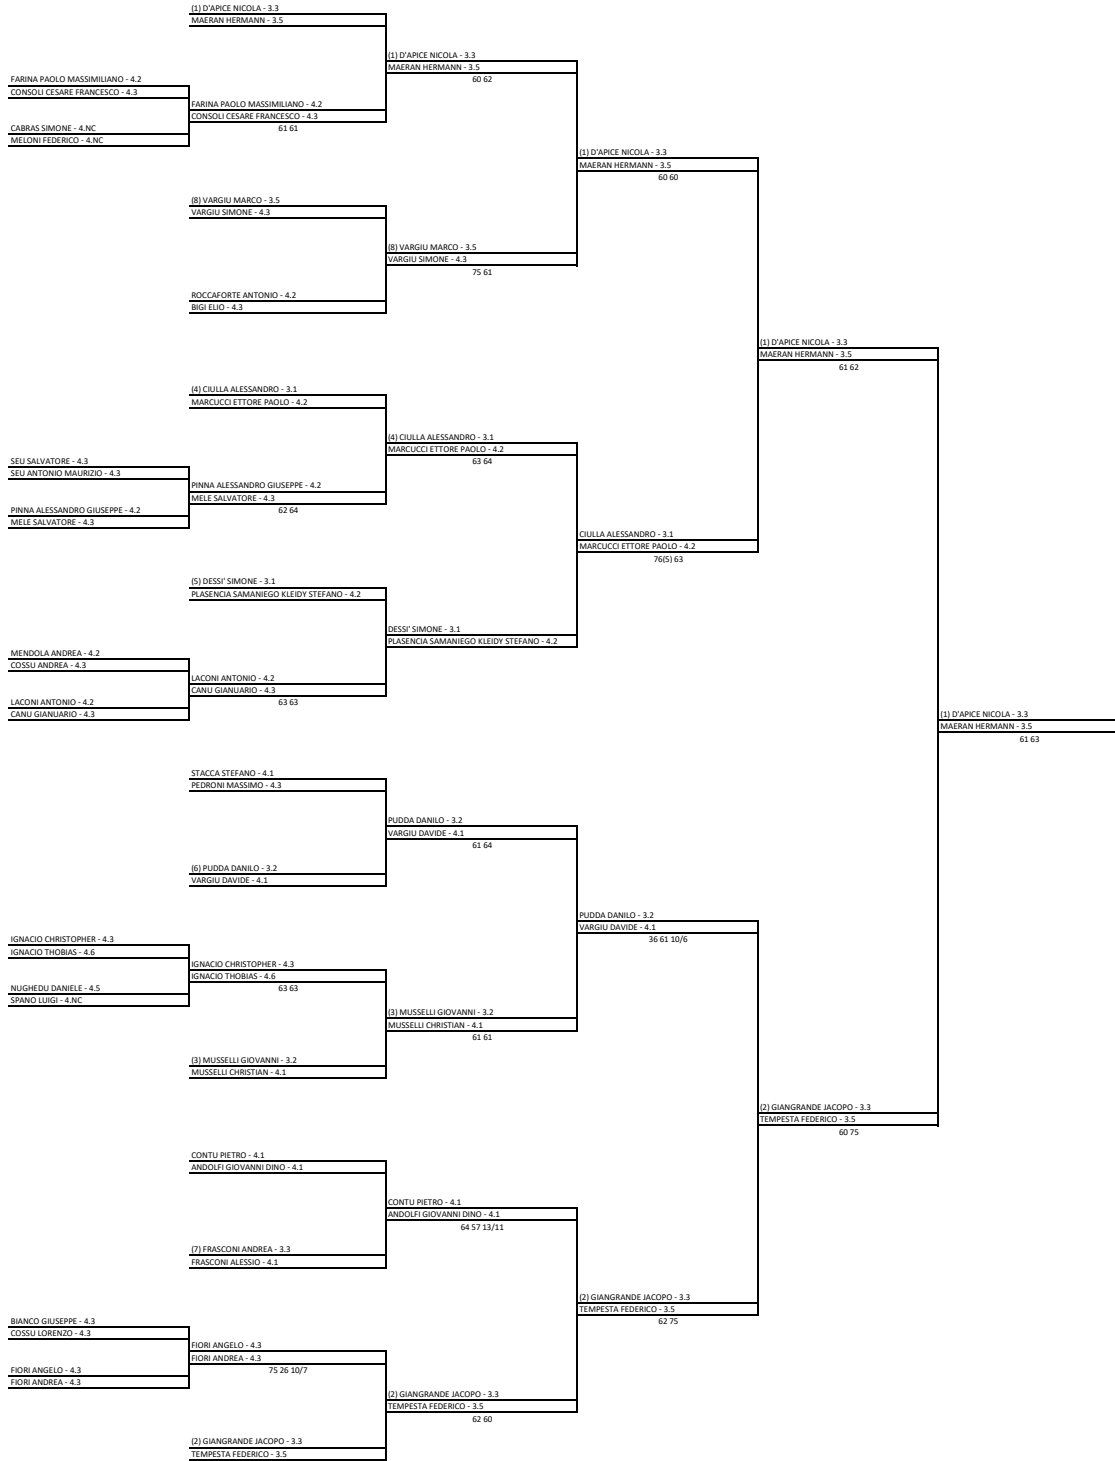 (1) D'APICE NICOLA - 3.3
MAERAN HERMANN - 3.5
(1) D'APICE NICOLA - 3.3
MAERAN HERMANN - 3.5
60 62
FARINA PAOLO MASSIMILIANO - 4.2
CONSOLI CESARE FRANCESCO - 4.3
FARINA PAOLO MASSIMILIANO - 4.2
CONSOLI CESARE FRANCESCO - 4.3
61 61
CABRAS SIMONE - 4.NC
MELONI FEDERICO - 4.NC
(1) D'APICE NICOLA - 3.3
MAERAN HERMANN - 3.5
60 60
(8) VARGIU MARCO - 3.5
VARGIU SIMONE - 4.3
(8) VARGIU MARCO - 3.5
VARGIU SIMONE - 4.3
75 61
ROCCAFORTE ANTONIO - 4.2
BIGI ELIO - 4.3
(1) D'APICE NICOLA - 3.3
MAERAN HERMANN - 3.5
61 62
(4) CIULLA ALESSANDRO - 3.1
MARCUCCI ETTORE PAOLO - 4.2
(4) CIULLA ALESSANDRO - 3.1
MARCUCCI ETTORE PAOLO - 4.2
63 64
SEU SALVATORE - 4.3
SEU ANTONIO MAURIZIO - 4.3
PINNA ALESSANDRO GIUSEPPE - 4.2
MELE SALVATORE - 4.3
62 64
PINNA ALESSANDRO GIUSEPPE - 4.2
MELE SALVATORE - 4.3
CIULLA ALESSANDRO - 3.1
MARCUCCI ETTORE PAOLO - 4.2
76(5) 63
(5) DESSI' SIMONE - 3.1
PLASENCIA SAMANIEGO KLEIDY STEFANO - 4.2
DESSI' SIMONE - 3.1
PLASENCIA SAMANIEGO KLEIDY STEFANO - 4.2
MENDOLA ANDREA - 4.2
COSSU ANDREA - 4.3
LACONI ANTONIO - 4.2
CANU GIANUARIO - 4.3
63 63
LACONI ANTONIO - 4.2
CANU GIANUARIO - 4.3
(1) D'APICE NICOLA - 3.3
MAERAN HERMANN - 3.5
61 63
STACCA STEFANO - 4.1
PEDRONI MASSIMO - 4.3
PUDDA DANILO - 3.2
VARGIU DAVIDE - 4.1
61 64
(6) PUDDA DANILO - 3.2
VARGIU DAVIDE - 4.1
PUDDA DANILO - 3.2
VARGIU DAVIDE - 4.1
36 61 10/6
IGNACIO CHRISTOPHER - 4.3
IGNACIO THOBIAS - 4.6
IGNACIO CHRISTOPHER - 4.3
IGNACIO THOBIAS - 4.6
63 63
NUGHEDU DANIELE - 4.5
SPANO LUIGI - 4.NC
(3) MUSSELLI GIOVANNI - 3.2
MUSSELLI CHRISTIAN - 4.1
61 61
(3) MUSSELLI GIOVANNI - 3.2
MUSSELLI CHRISTIAN - 4.1
(2) GIANGRANDE JACOPO - 3.3
TEMPESTA FEDERICO - 3.5
60 75
CONTU PIETRO - 4.1
ANDOLFI GIOVANNI DINO - 4.1
CONTU PIETRO - 4.1
ANDOLFI GIOVANNI DINO - 4.1
64 57 13/11
(7) FRASCONI ANDREA - 3.3
FRASCONI ALESSIO - 4.1
(2) GIANGRANDE JACOPO - 3.3
TEMPESTA FEDERICO - 3.5
62 75
BIANCO GIUSEPPE - 4.3
COSSU LORENZO - 4.3
FIORI ANGELO - 4.3
FIORI ANDREA - 4.3
75 26 10/7
FIORI ANGELO - 4.3
FIORI ANDREA - 4.3
(2) GIANGRANDE JACOPO - 3.3
TEMPESTA FEDERICO - 3.5
62 60
(2) GIANGRANDE JACOPO - 3.3
TEMPESTA FEDERICO - 3.5